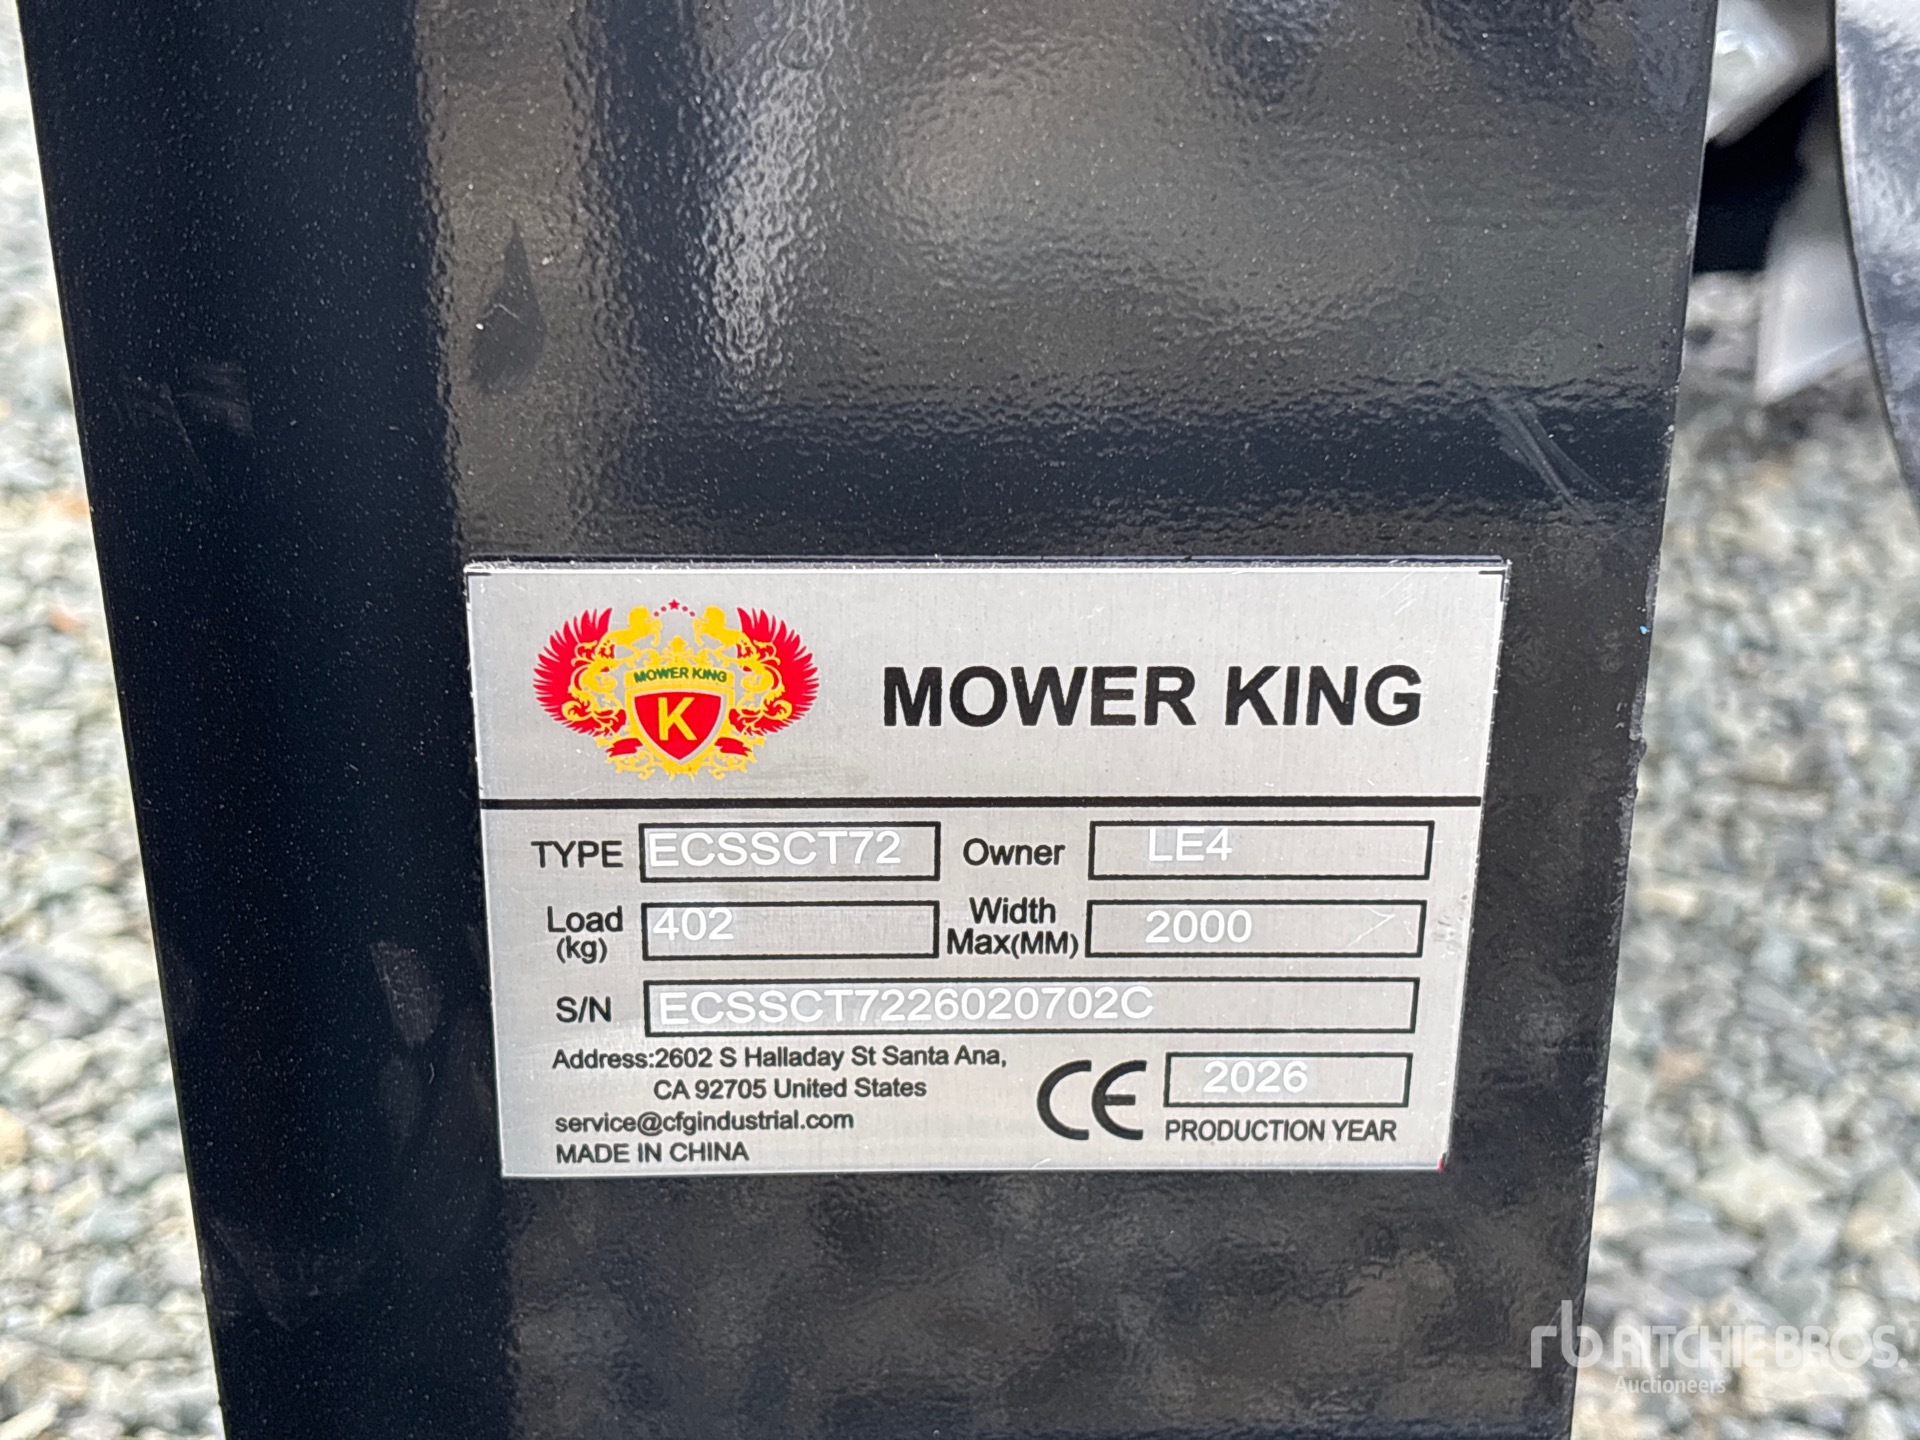 MOWER KING
K
MOWER KING
TYPE ECSSCT72 Owner LE4
Load (kg) 402 Width Max(MM) 2000
S/N ECSSCT7226020702C
Address:2602 S Halladay St Santa Ana,
CA 92705 United States
service@cfgindustrial.com
MADE IN CHINA
CE
2026
PRODUCTION YEAR
rb RITCHIE BROS.
Auctioneers